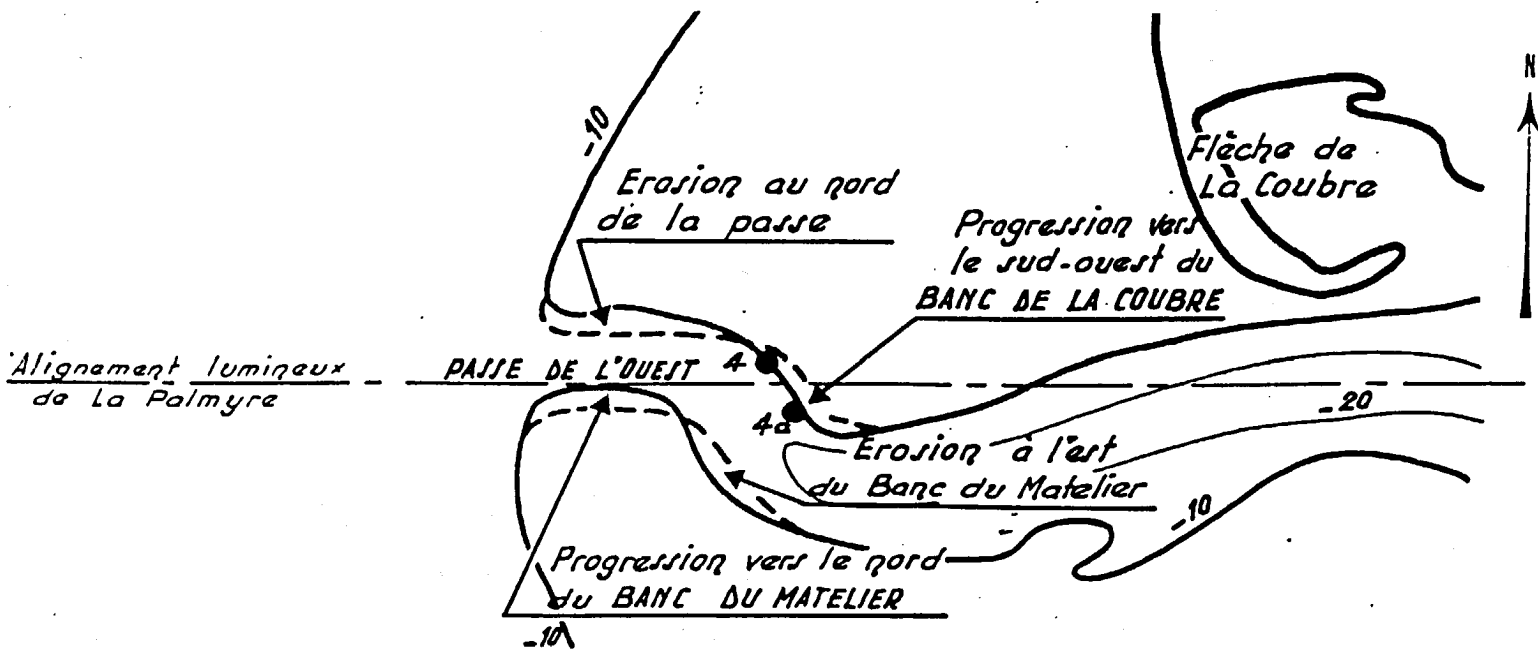 N
-10
Flèche de
La Coubre
Erosion au nord
de la passe
Progression vers
le sud-ouest du
BANC DE LA COUBRE
Alignement lumineux
de La Palmyre
PASSE DE L'OUEST
4
4a
-20
Erosion à l'est
du Banc du Matelier
-10
Progression vers le nord
du BANC DU MATELIER
-10